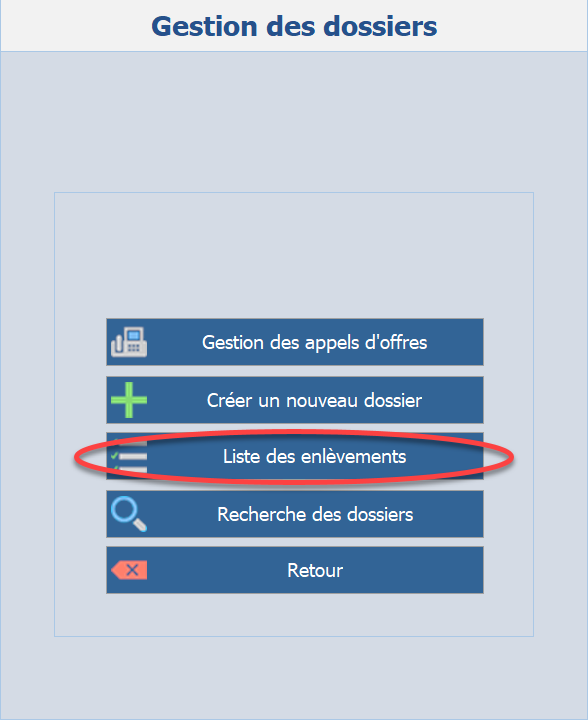 Gestion des dossiers
Gestion des appels d'offres
Créer un nouveau dossier
Liste des enlèvements
Recherche des dossiers
Retour